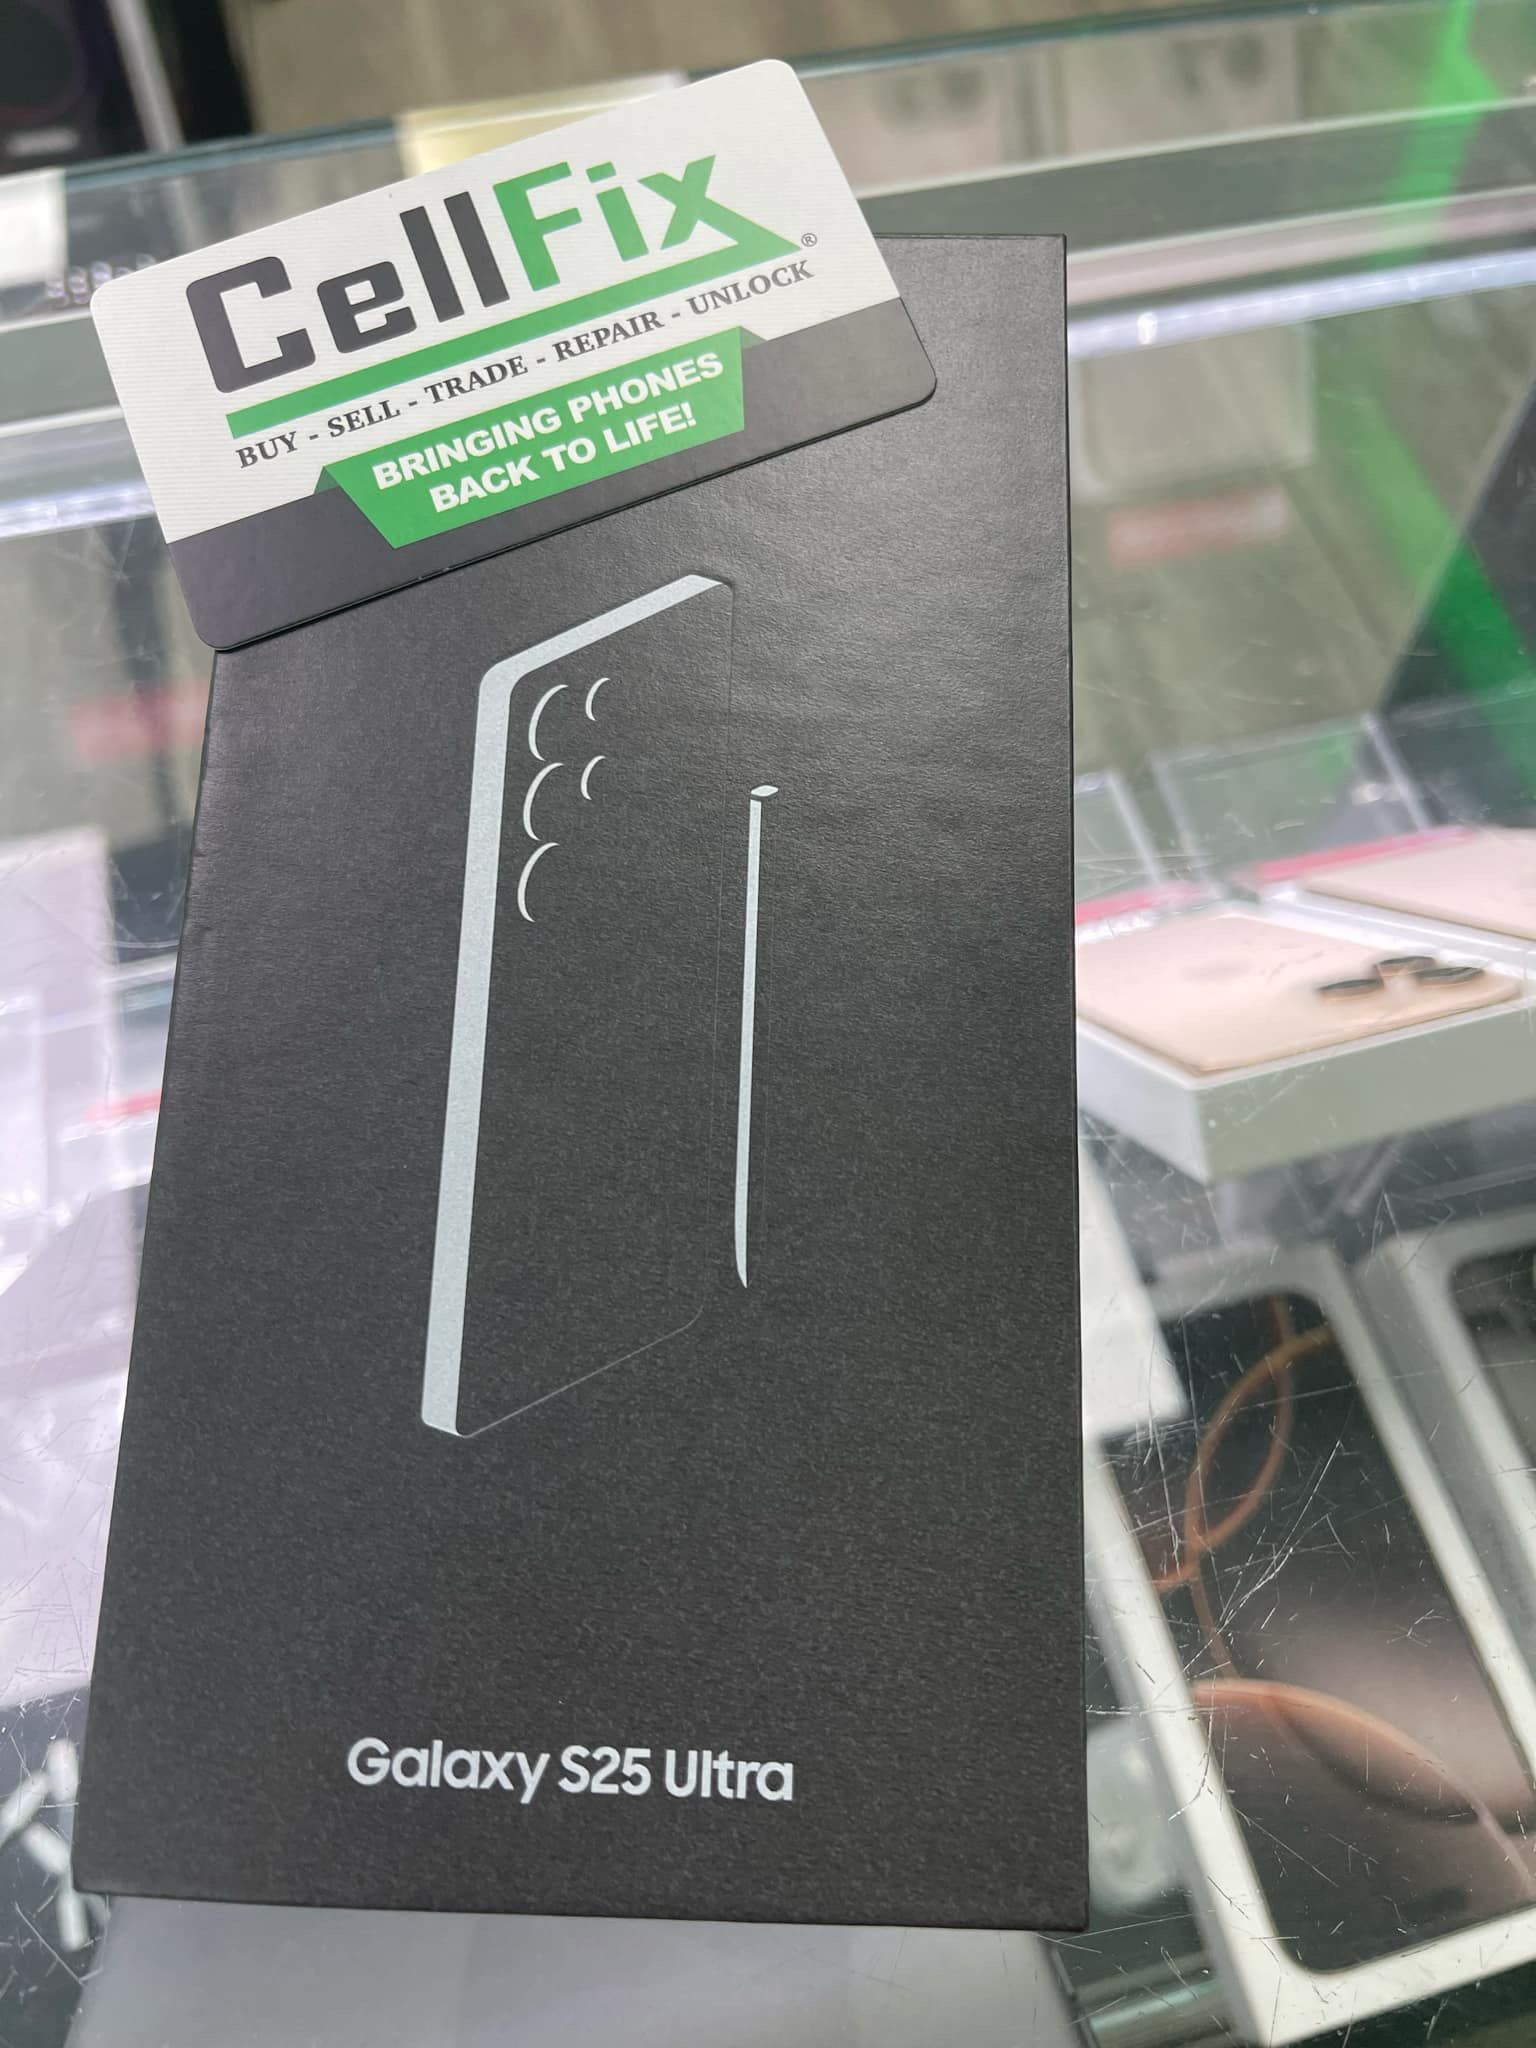 CellFix®
BUY - SELL - TRADE - REPAIR - UNLOCK
BRINGING PHONES
BACK TO LIFE!
Galaxy S25 Ultra